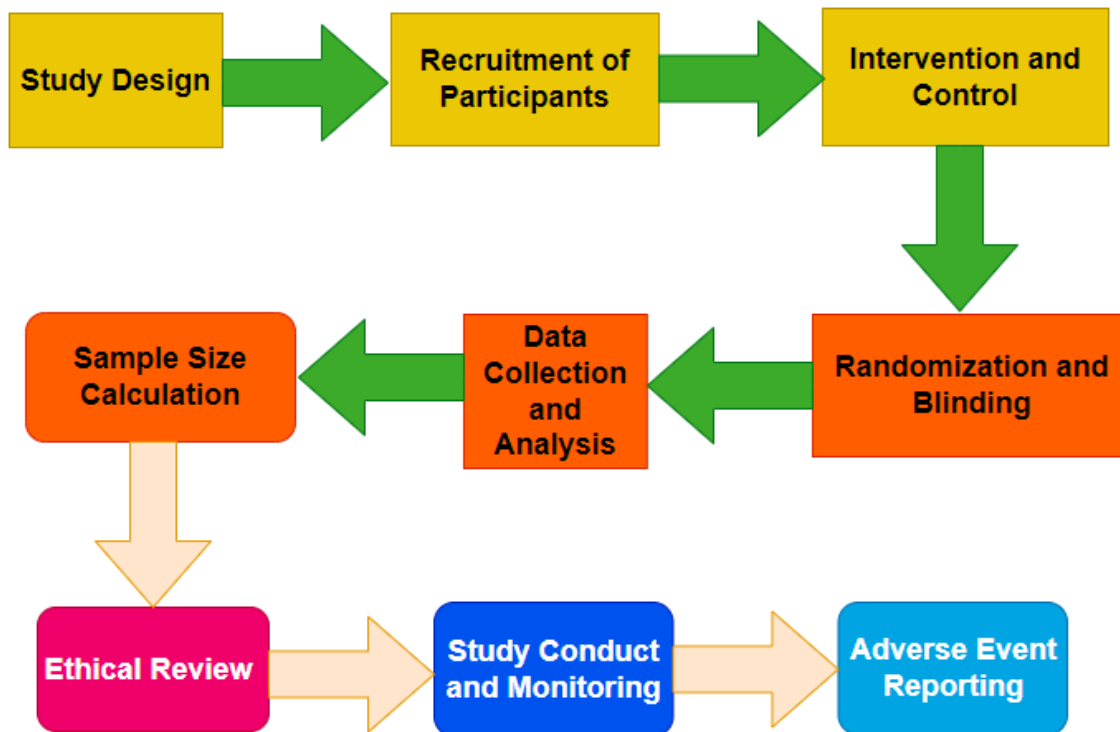 Study Design
Recruitment of
Participants
Intervention and
Control
Randomization and
Blinding
Data
Collection
and
Analysis
Sample Size
Calculation
Ethical Review
Study Conduct
and Monitoring
Adverse Event
Reporting